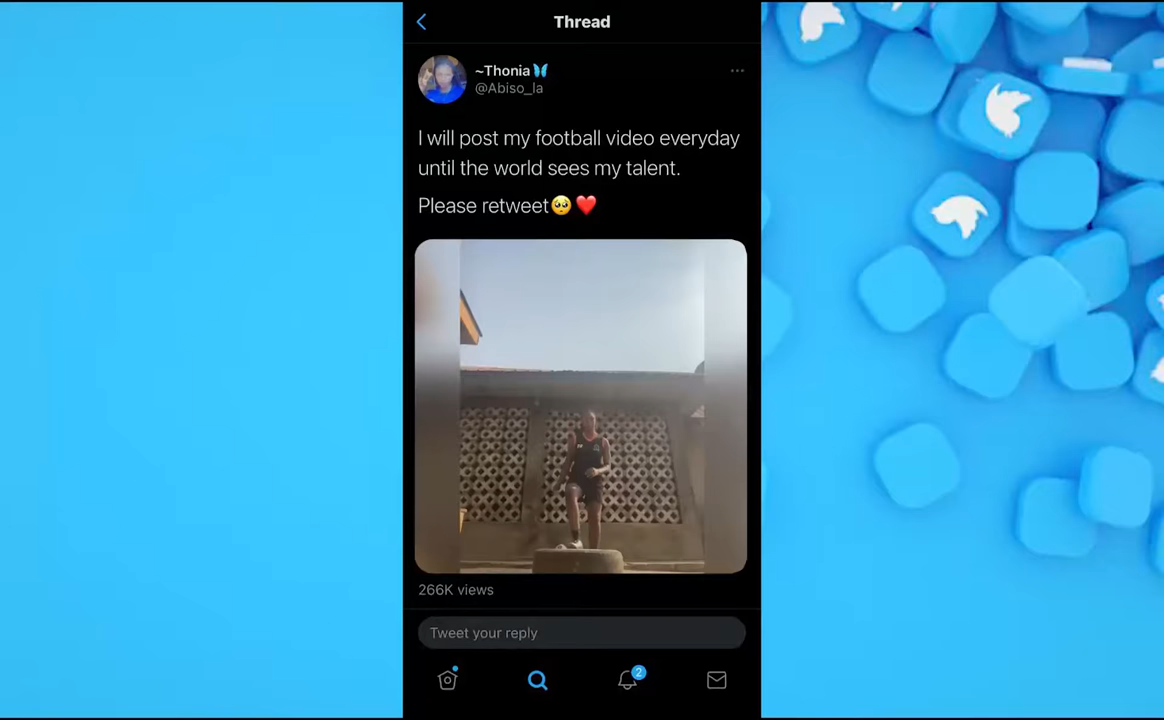 Thread
~Thonia🦋
@Abiso_la
I will post my football video everyday
until the world sees my talent.
Please retweet🥺❤️
266K views
Tweet your reply
2